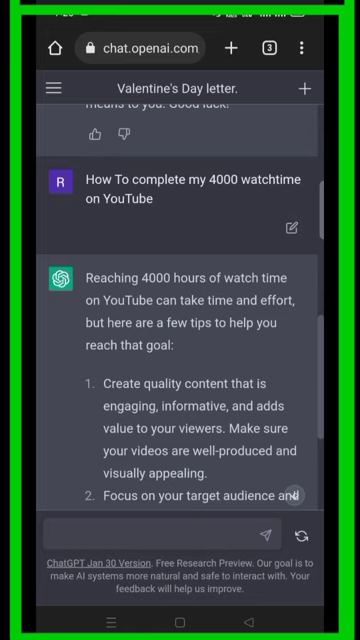 chat.openai.com
3
Valentine's Day letter.
means to you. Good luck!
R
How To complete my 4000 watchtime
on YouTube
Reaching 4000 hours of watch time
on YouTube can take time and effort,
but here are a few tips to help you
reach that goal:
1. Create quality content that is
engaging, informative, and adds
value to your viewers. Make sure
your videos are well-produced and
visually appealing.
2. Focus on your target audience and
ChatGPT Jan 30 Version. Free Research Preview. Our goal is to
make AI systems more natural and safe to interact with. Your
feedback will help us improve.